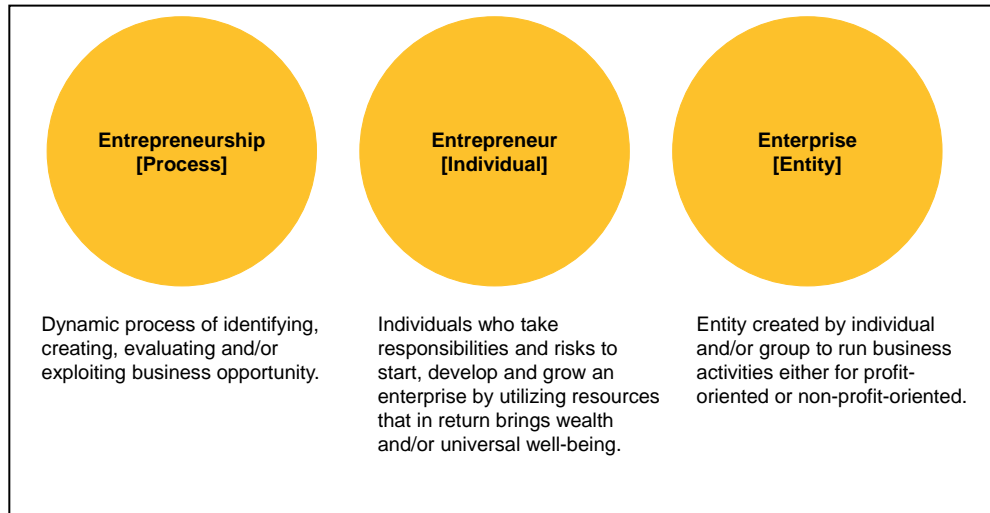 Entrepreneurship
[Process]
Entrepreneur
[Individual]
Enterprise
[Entity]
Dynamic process of identifying,
creating, evaluating and/or
exploiting business opportunity.
Individuals who take
responsibilities and risks to
start, develop and grow an
enterprise by utilizing resources
that in return brings wealth
and/or universal well-being.
Entity created by individual
and/or group to run business
activities either for profit-
oriented or non-profit-oriented.